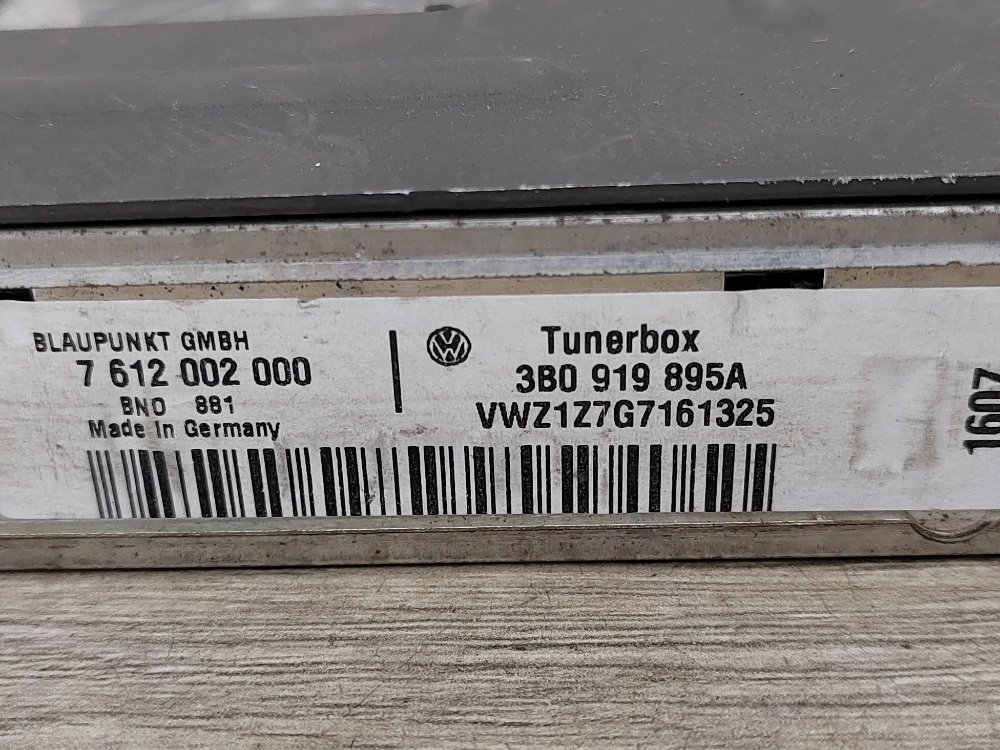 BLAUPUNKT GMBH
7 612 002 000
BNO 881
Made In Germany
Tunerbox
3B0 919 895A
VWZ1Z7G7161325
1607